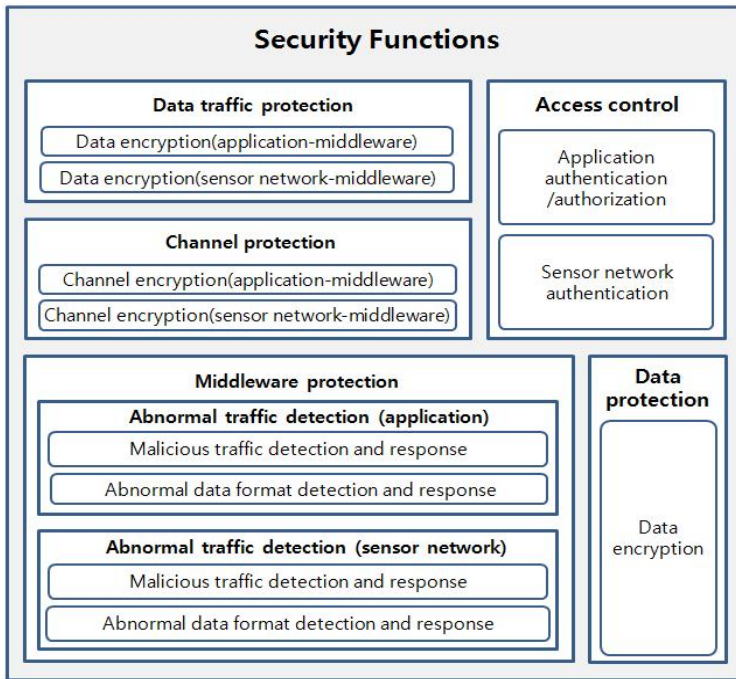 Security Functions
Data traffic protection
Data encryption(application-middleware)
Data encryption(sensor network-middleware)
Access control
Application
authentication
/authorization
Sensor network
authentication
Channel protection
Channel encryption(application-middleware)
Channel encryption(sensor network-middleware)
Middleware protection
Abnormal traffic detection (application)
Malicious traffic detection and response
Abnormal data format detection and response
Abnormal traffic detection (sensor network)
Malicious traffic detection and response
Abnormal data format detection and response
Data
protection
Data
encryption